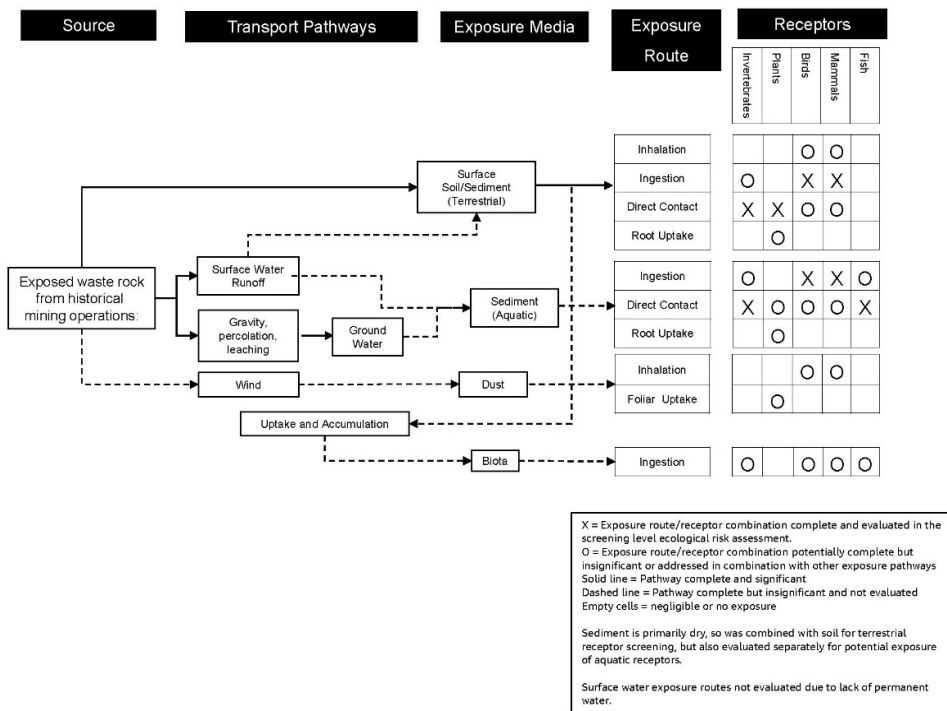 Source
Transport Pathways
Exposure Media
Exposure
Route
Receptors
Invertebrates
Plants
Birds
Mammals
Fish
Surface
Soil/Sediment
(Terrestrial)
Inhalation
O O
Ingestion
O X X
Direct Contact
X X O O
Root Uptake
O
Exposed waste rock
from historical
mining operations:
Surface Water
Runoff
Gravity,
percolation,
leaching
Ground
Water
Sediment
(Aquatic)
Ingestion
O X X O
Direct Contact
X O O O X
Root Uptake
O
Wind
Dust
Inhalation
O O
Foliar Uptake
O
Uptake and Accumulation
Biota
Ingestion
O O O O
X = Exposure route/receptor combination complete and evaluated in the
screening level ecological risk assessment.
O = Exposure route/receptor combination potentially complete but
insignificant or addressed in combination with other exposure pathways
Solid line = Pathway complete and significant
Dashed line = Pathway complete but insignificant and not evaluated
Empty cells = negligible or no exposure
Sediment is primarily dry, so was combined with soil for terrestrial
receptor screening, but also evaluated separately for potential exposure
of aquatic receptors.
Surface water exposure routes not evaluated due to lack of permanent
water.